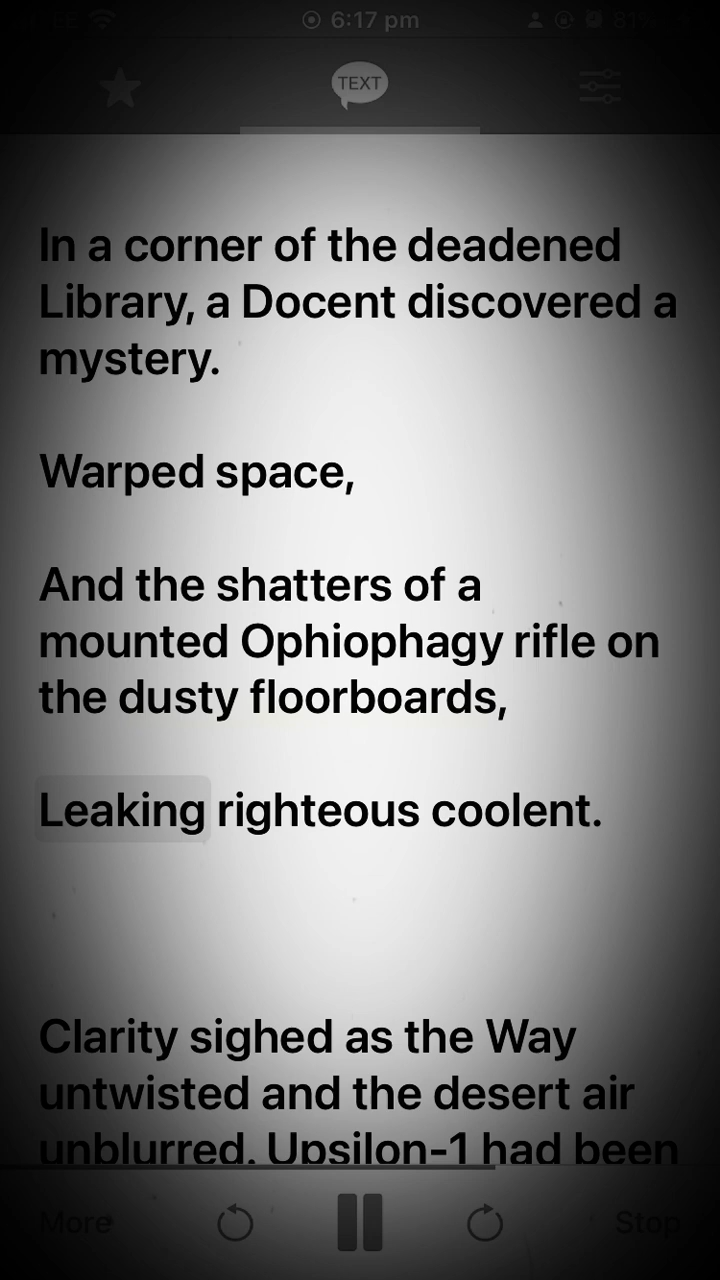 6:17 pm
TEXT
In a corner of the deadened
Library, a Docent discovered a
mystery.
Warped space,
And the shatters of a
mounted Ophiophagy rifle on
the dusty floorboards,
Leaking righteous coolent.
Clarity sighed as the Way
untwisted and the desert air
unblurred. Upsilon-1 had been
More
Stop